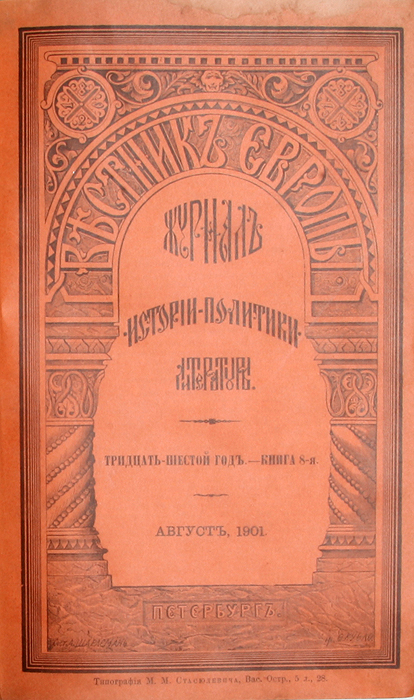 ВѢСТНИКЪ ЕВРОПЫ
ЖУРНАЛЪ
ИСТОРІИ-ПОЛИТИКИ
ЛИТЕРАТУРЫ.
ТРИДЦАТЬ-ШЕСТОЙ ГОДЪ.—КНИГА 8-я.
АВГУСТЪ, 1901.
ПЕТЕРБУРГЪ.
Типографія М. М. Стасюлевича, Вас. Остр., 5 л., 28.